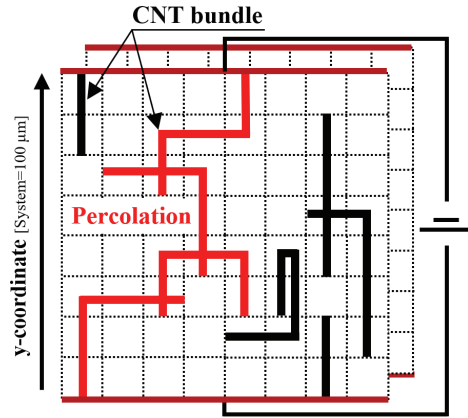 CNT bundle
y-coordinate [System=100 μm]
Percolation